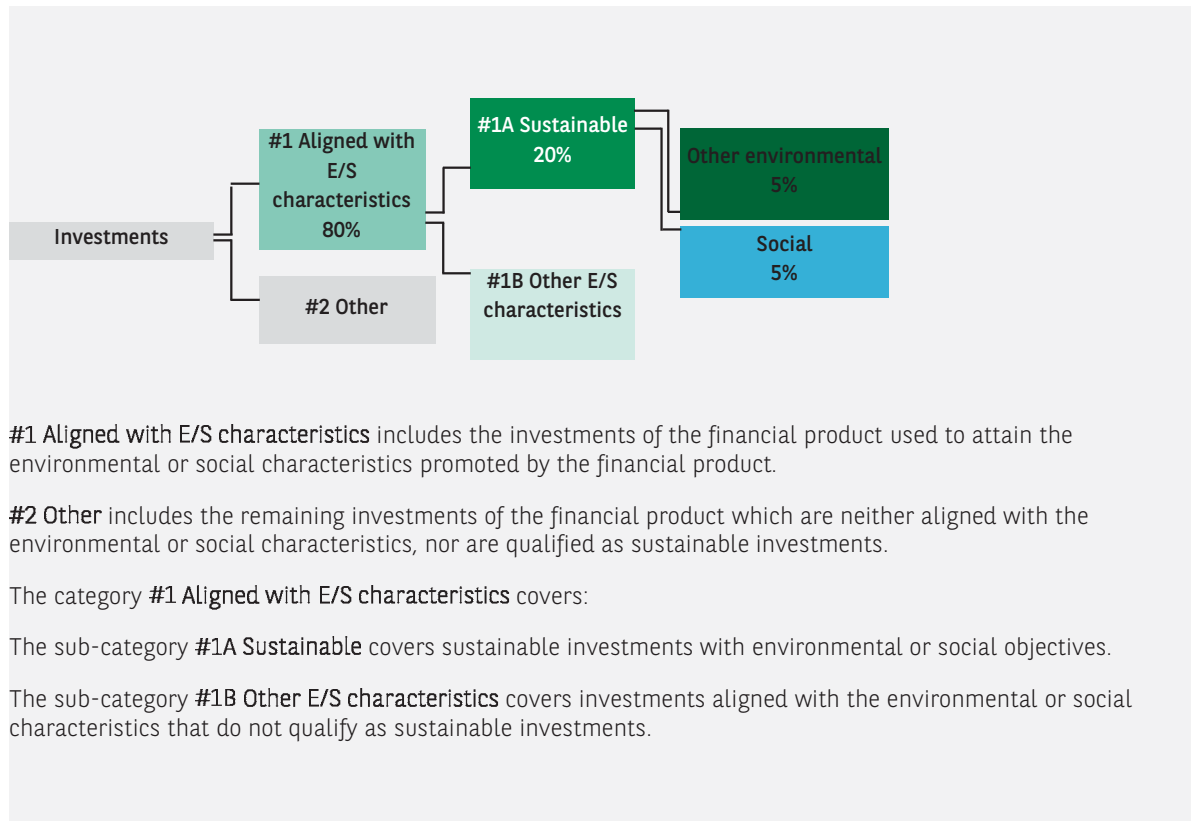 #1A Sustainable
20%
#1 Aligned with
E/S
characteristics
80%
Other environmental
5%
Investments
Social
5%
#1B Other E/S
characteristics
#2 Other
#1 Aligned with E/S characteristics includes the investments of the financial product used to attain the
environmental or social characteristics promoted by the financial product.
#2 Other includes the remaining investments of the financial product which are neither aligned with the
environmental or social characteristics, nor are qualified as sustainable investments.
The category #1 Aligned with E/S characteristics covers:
The sub-category #1A Sustainable covers sustainable investments with environmental or social objectives.
The sub-category #1B Other E/S characteristics covers investments aligned with the environmental or social
characteristics that do not qualify as sustainable investments.